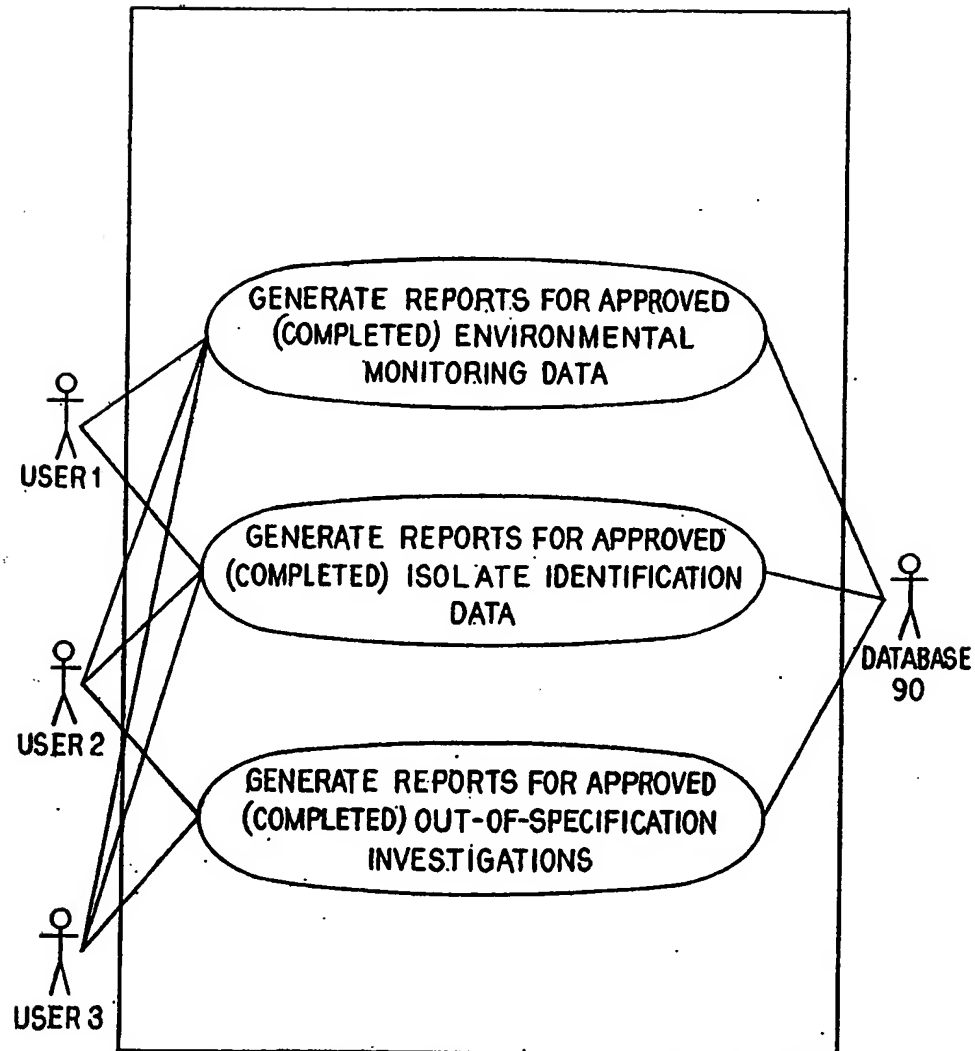 GENERATE REPORTS FOR APPROVED
(COMPLETED) ENVIRONMENTAL
MONITORING DATA
USER 1
GENERATE REPORTS FOR APPROVED
(COMPLETED) ISOLATE IDENTIFICATION
DATA
DATABASE
90
USER 2
GENERATE REPORTS FOR APPROVED
(COMPLETED) OUT-OF-SPECIFICATION
INVESTIGATIONS
USER 3